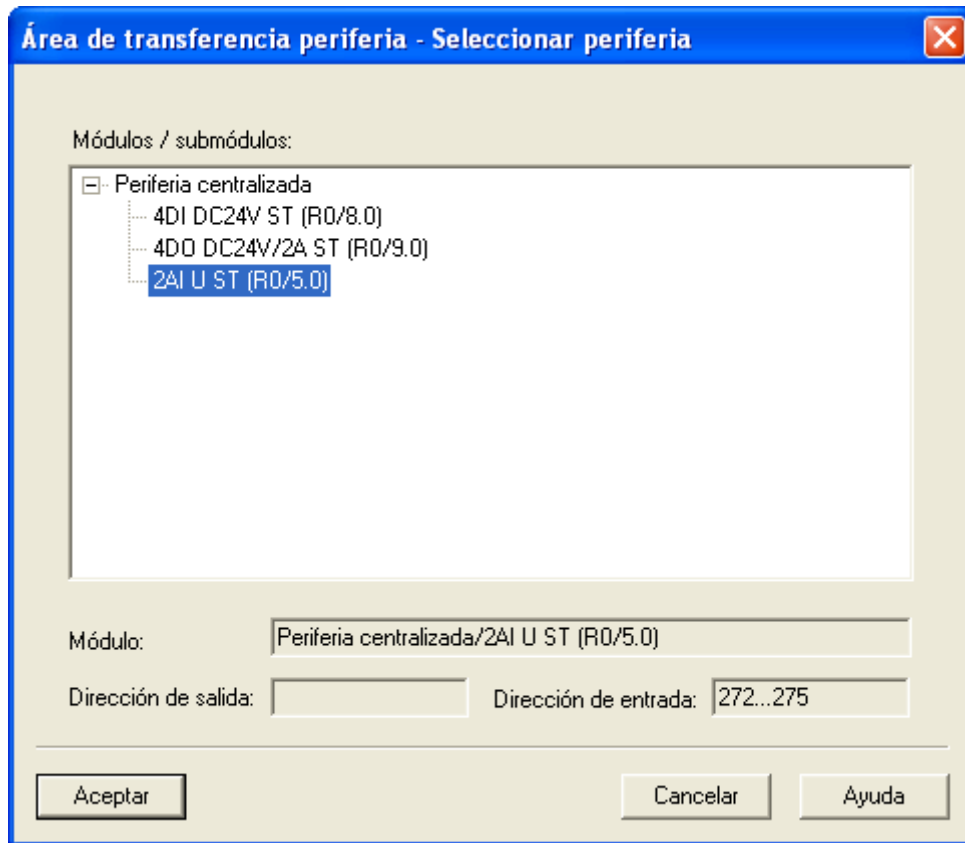 Área de transferencia periferia - Seleccionar periferia
Módulos / submódulos:
Periferia centralizada
4DI DC24V ST (R0/8.0)
4DO DC24V/2A ST (R0/9.0)
2AI U ST (R0/5.0)
Módulo: Periferia centralizada/2AI U ST (R0/5.0)
Dirección de salida: Dirección de entrada: 272...275
Aceptar Cancelar Ayuda